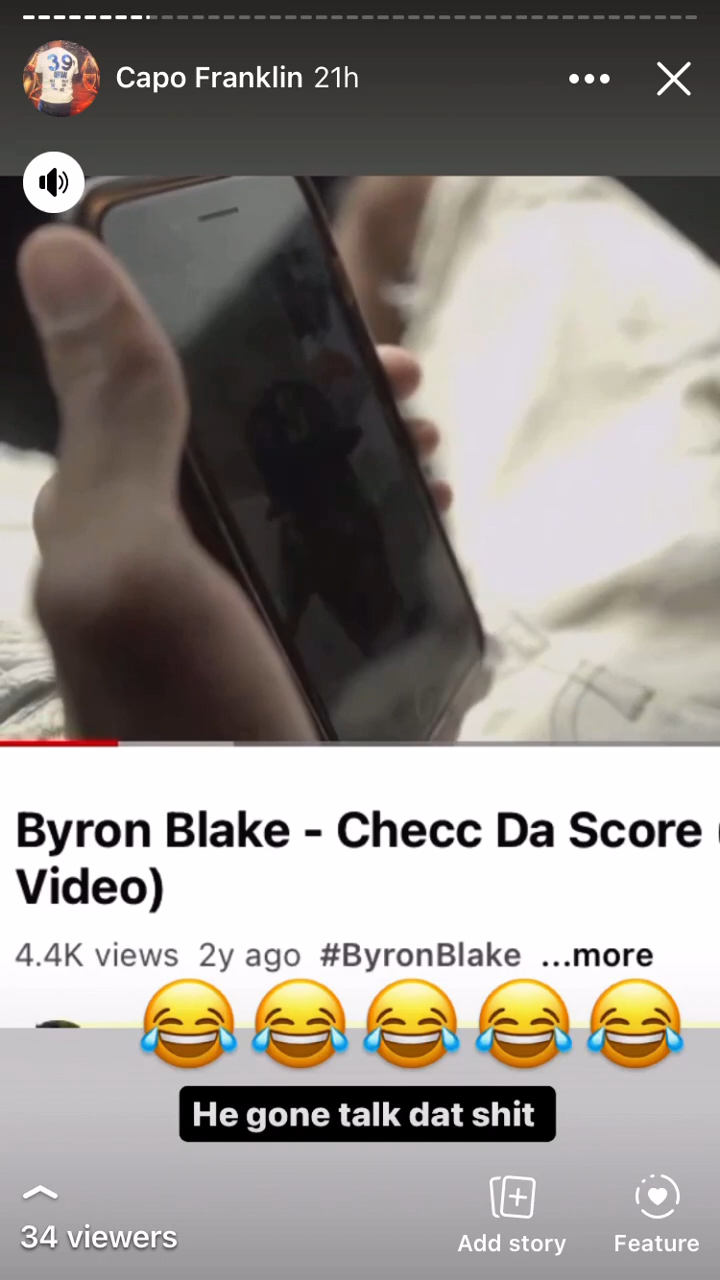 Capo Franklin 21h
39
Byron Blake - Checc Da Score (
Video)
4.4K views 2y ago #ByronBlake ...more
😂😂😂😂😂
He gone talk dat shit
34 viewers
Add story
Feature